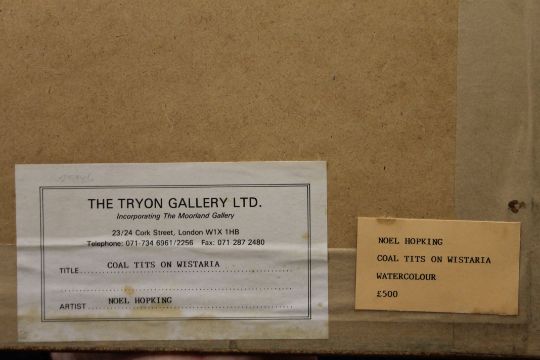 THE TRYON GALLERY LTD.
Incorporating The Moorland Gallery
23/24 Cork Street, London W1X 1HB
Telephone: 071-734 6961/2256 Fax: 071 287 2480
TITLE COAL TITS ON WISTARIA
ARTIST NOEL HOPKING
NOEL HOPKING
COAL TITS ON WISTARIA
WATERCOLOUR
£500